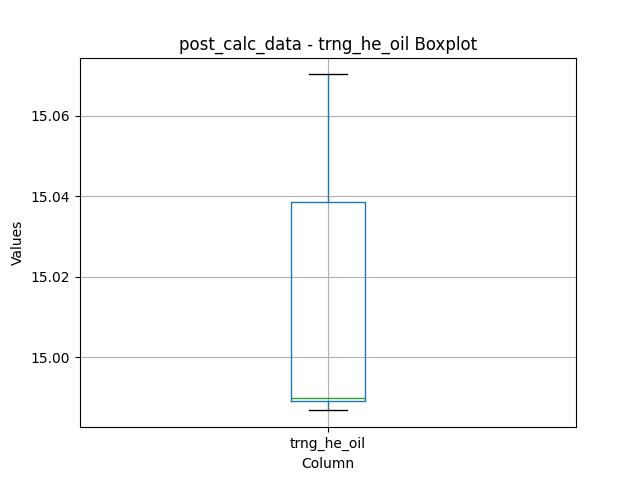 post_calc_data - trng_he_oil Boxplot
15.06
15.04
15.02
15.00
Values
trng_he_oil
Column